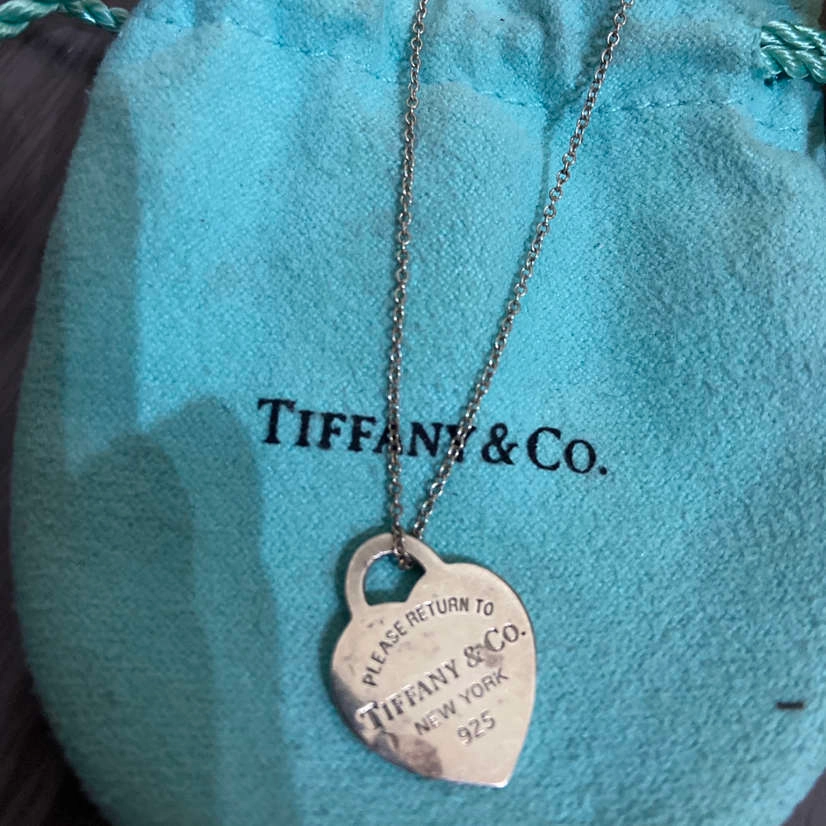 TIFFANY & CO.
PLEASE RETURN TO
TIFFANY & CO.
NEW YORK
925